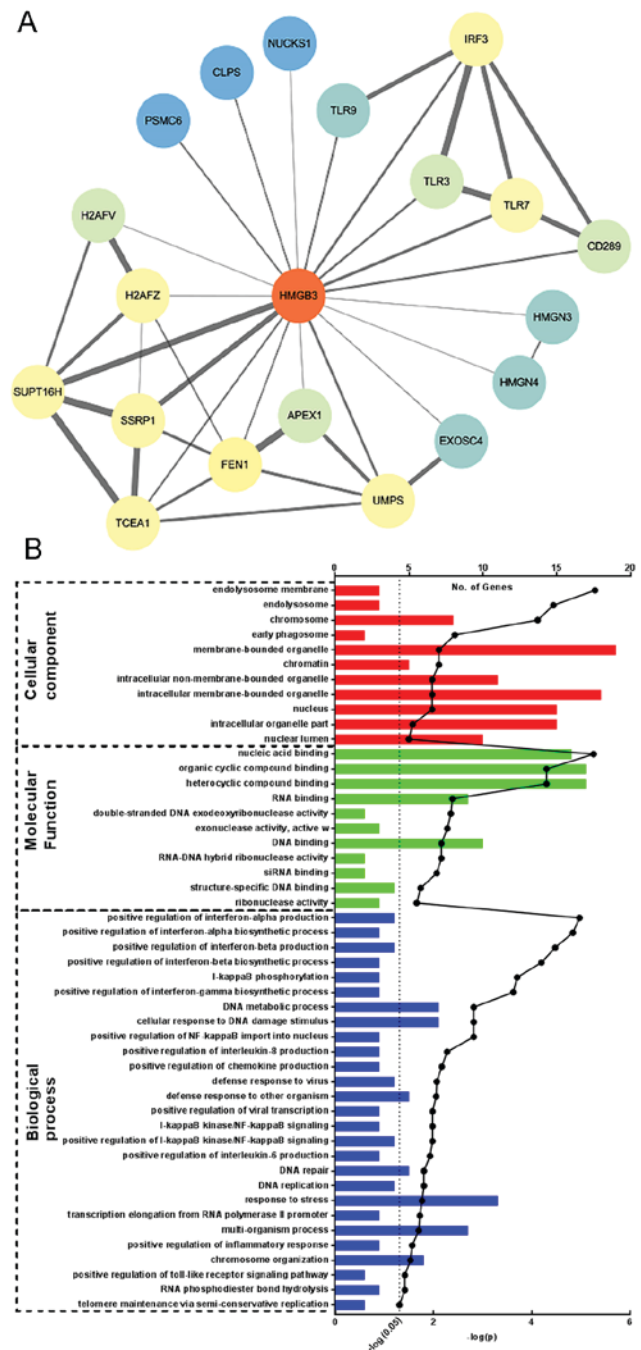 A
NUCKS1
IRF3
CLPS
TLR9
PSMC6
TLR3
TLR7
H2AFV
CD289
H2AFZ
HMGB3
HMGN3
HMGN4
SUPT16H
SSRP1
APEX1
EXOSC4
FEN1
UMPS
TCEA1
B
0 5 10 15 20
No. of Genes
Cellular component
endolysosome membrane
endolysosome
chromosome
early phagosome
membrane-bounded organelle
chromatin
intracellular non-membrane-bounded organelle
intracellular membrane-bounded organelle
nucleus
intracellular organelle part
nuclear lumen
Molecular Function
nucleic acid binding
organic cyclic compound binding
heterocyclic compound binding
RNA binding
double-stranded DNA exodeoxyribonuclease activity
exonuclease activity, active w
DNA binding
RNA-DNA hybrid ribonuclease activity
siRNA binding
structure-specific DNA binding
ribonuclease activity
Biological process
positive regulation of interferon-alpha production
positive regulation of interferon-alpha biosynthetic process
positive regulation of interferon-beta production
positive regulation of interferon-beta biosynthetic process
I-kappaB phosphorylation
positive regulation of interferon-gamma biosynthetic process
DNA metabolic process
cellular response to DNA damage stimulus
positive regulation of NF-kappaB import into nucleus
positive regulation of interleukin-8 production
positive regulation of chemokine production
defense response to virus
defense response to other organism
positive regulation of viral transcription
I-kappaB kinase/NF-kappaB signaling
positive regulation of I-kappaB kinase/NF-kappaB signaling
positive regulation of interleukin-6 production
DNA repair
DNA replication
response to stress
transcription elongation from RNA polymerase II promoter
multi-organism process
positive regulation of inflammatory response
chromosome organization
positive regulation of toll-like receptor signaling pathway
RNA phosphodiester bond hydrolysis
telomere maintenance via semi-conservative replication
-log (0.05) 2 4 6
-log(p)